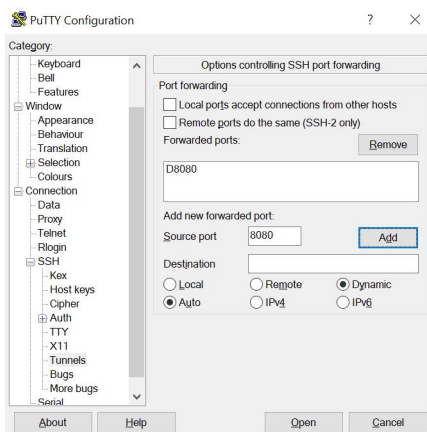 PuTTY Configuration
?
×
Category:
Keyboard
Bell
Features
Window
Appearance
Behaviour
Translation
Selection
Colours
Connection
Data
Proxy
Telnet
Rlogin
SSH
Kex
Host keys
Cipher
Auth
TTY
X11
Tunnels
Bugs
More bugs
Serial
Options controlling SSH port forwarding
Port forwarding
Local ports accept connections from other hosts
Remote ports do the same (SSH-2 only)
Forwarded ports:
Remove
D8080
Add new forwarded port:
Source port 8080 Add
Destination
Local Remote Dynamic
Auto IPv4 IPv6
About Help Open Cancel